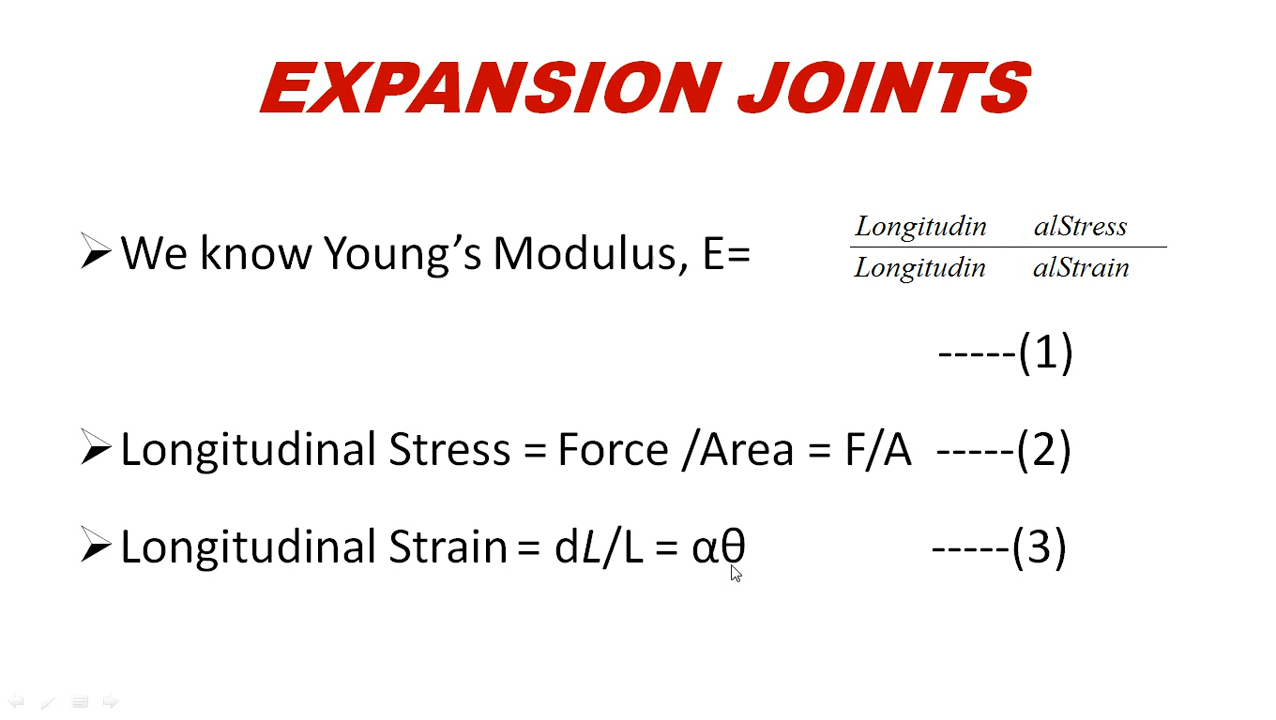 EXPANSION JOINTS
➢ We know Young’s Modulus, E=
Longitudin alStress
Longitudin alStrain
-----(1)
➢ Longitudinal Stress = Force /Area = F/A -----(2)
➢ Longitudinal Strain = dL/L = αθ -----(3)